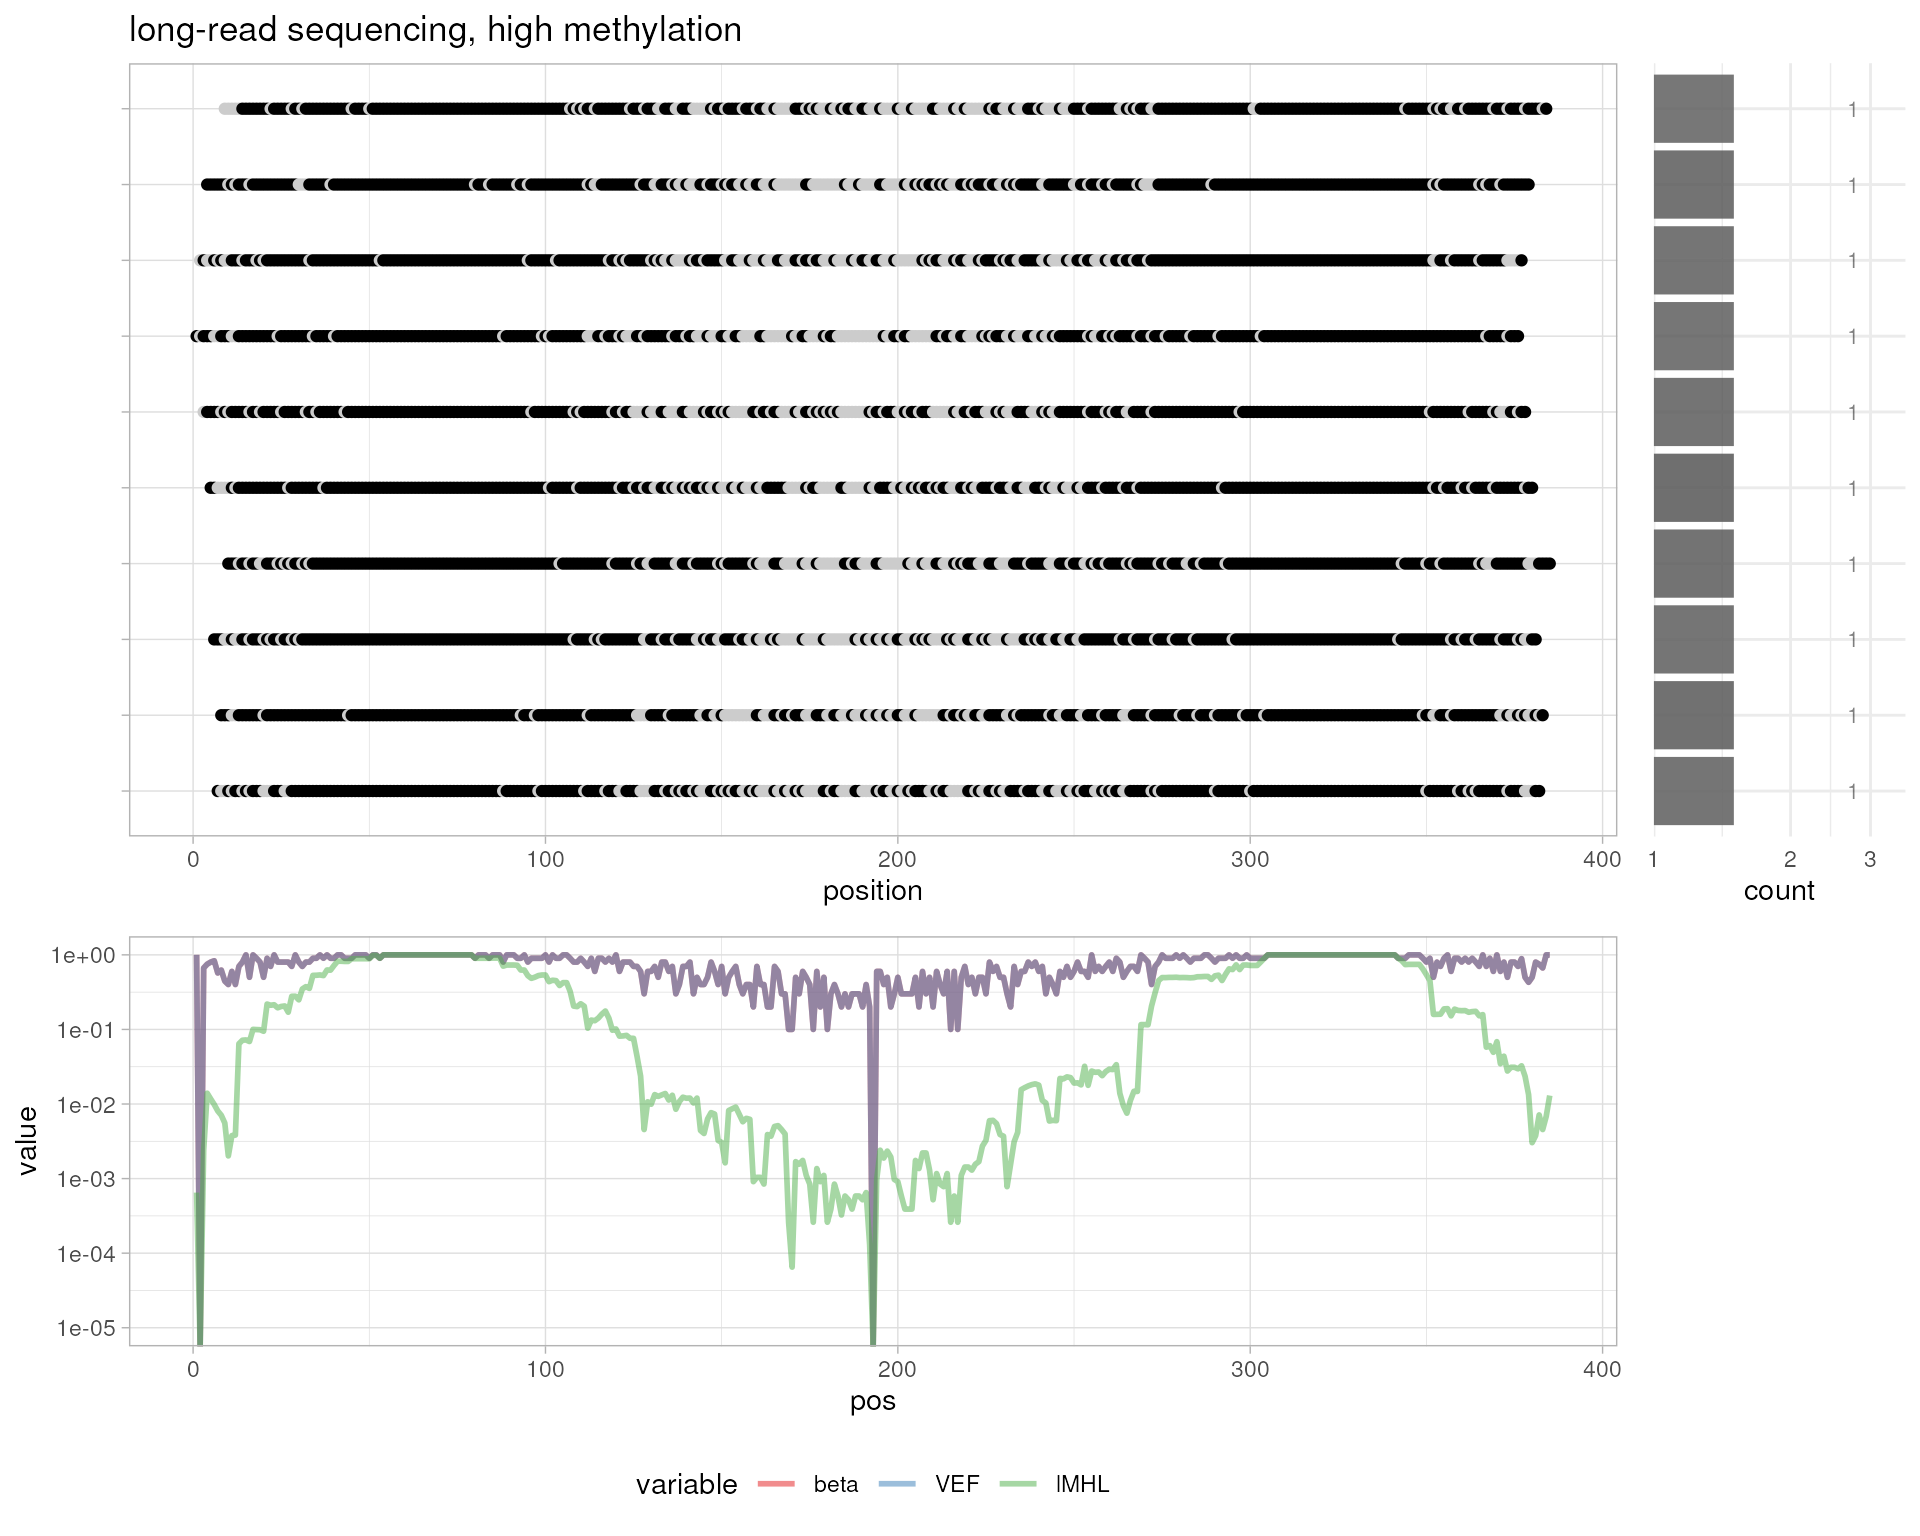 long-read sequencing, high methylation
1
1
1
1
1
1
1
1
1
1
0 100 200 300 400
1 2 3
position
count
1e+00
1e-01
1e-02
1e-03
1e-04
1e-05
value
0 100 200 300 400
pos
variable beta VEF lMHL